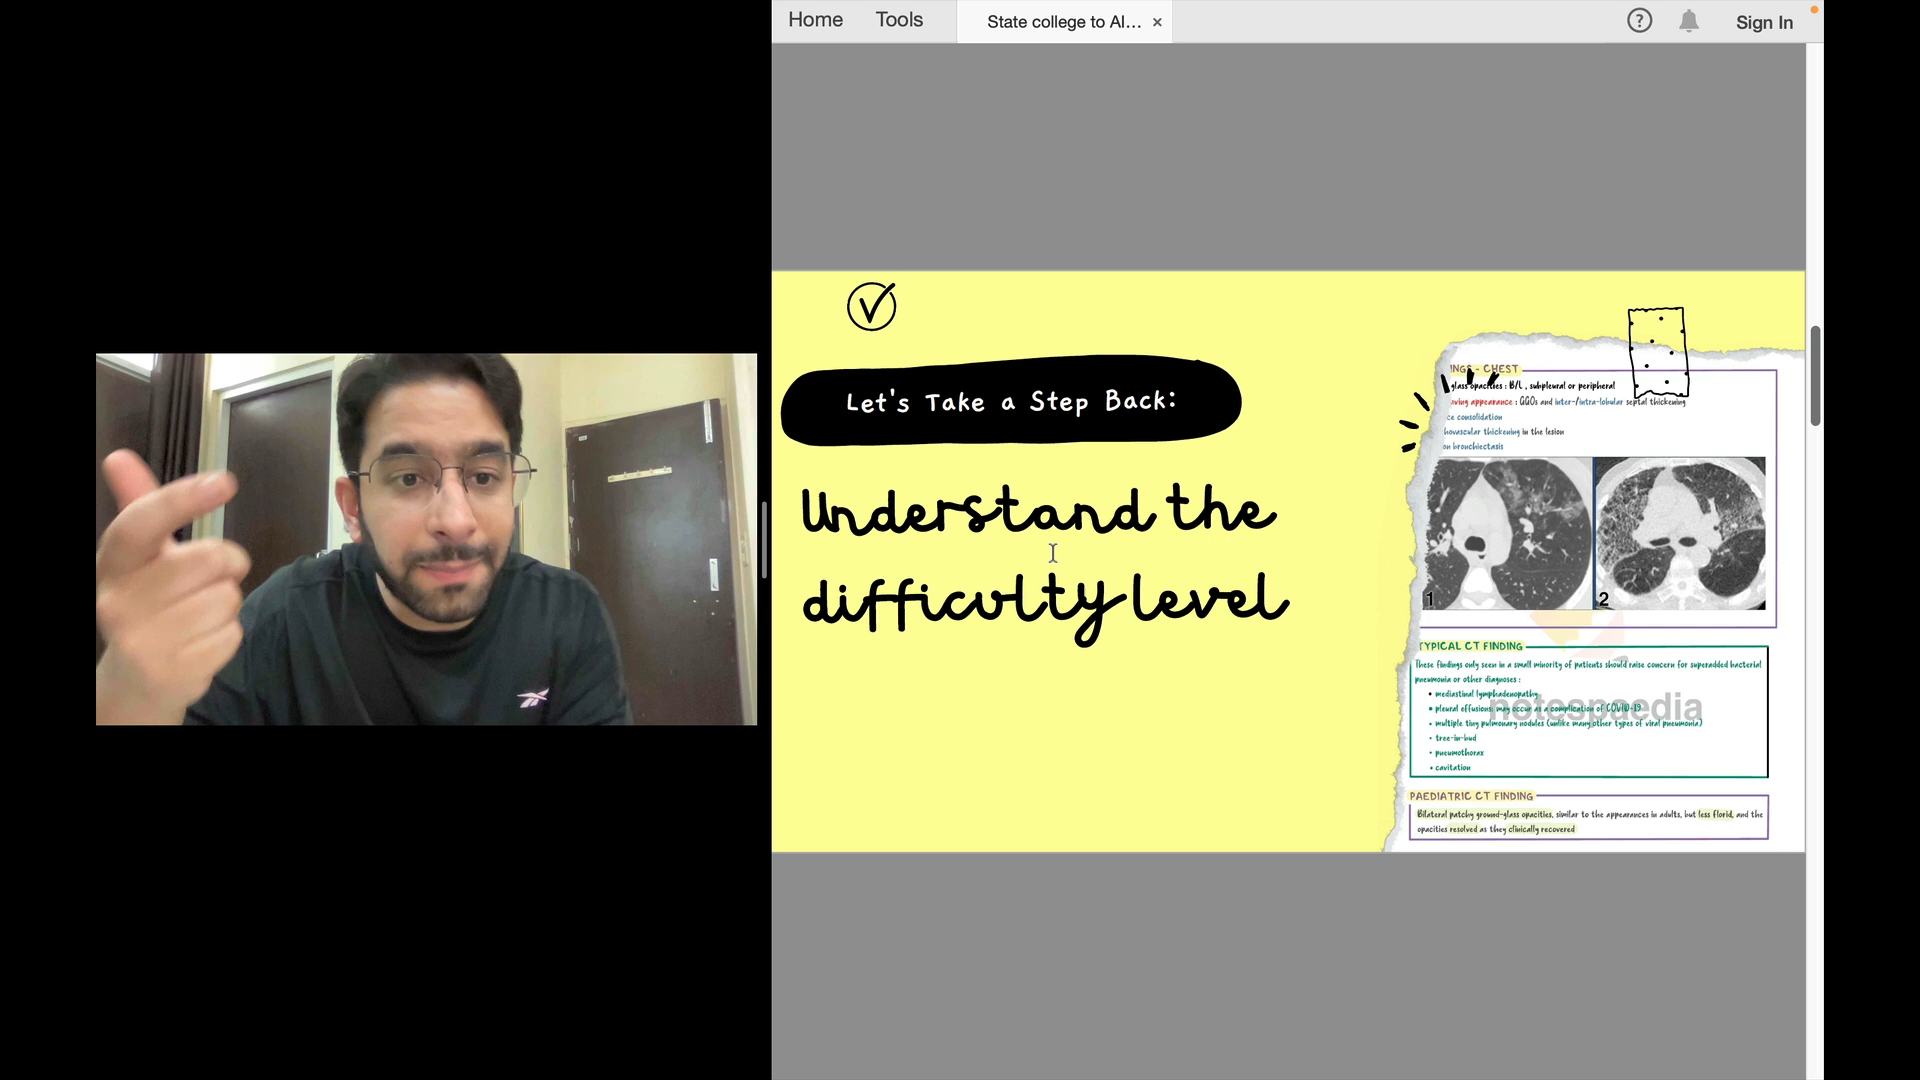 Home Tools State college to AI... × ? Sign In
Let's Take a Step Back:
Understand the
difficulty level
INGS - CHEST
glass opacities : B/L , subpleural or peripheral
aving appearance : GGOs and inter-/intra-lobular septal thickening
ce consolidation
hovascular thickening in the lesion
on bronchiectasis
1 2
TYPICAL CT FINDING
These findings only seen in a small minority of patients should raise concern for superadded bacterial
pneumonia or other diagnoses :
• mediastinal lymphadenopathy
• pleural effusions: may occur as a complication of COVID-19
• multiple tiny pulmonary nodules (unlike many other types of viral pneumonia)
• tree-in-bud
• pneumothorax
• cavitation
notespaedia
PAEDIATRIC CT FINDING
Bilateral patchy ground-glass opacities, similar to the appearances in adults, but less florid, and the
opacities resolved as they clinically recovered